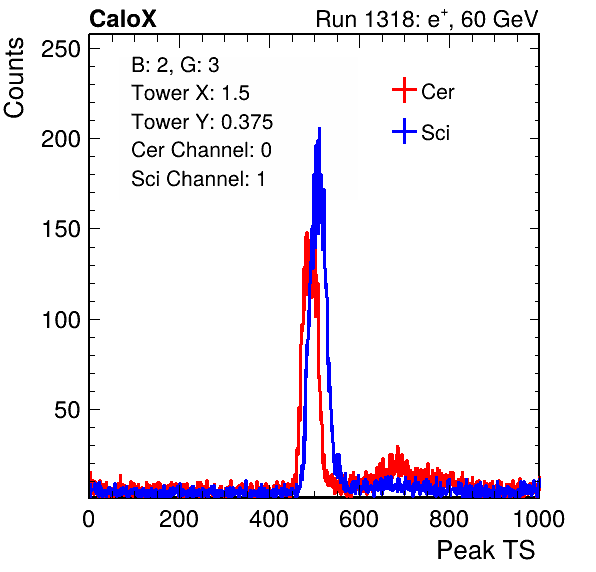 CaloX Run 1318: e+, 60 GeV
Counts
250
200
150
100
50
B: 2, G: 3
Tower X: 1.5
Tower Y: 0.375
Cer Channel: 0
Sci Channel: 1
Cer
Sci
0 200 400 600 800 1000
Peak TS